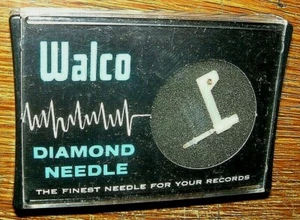 Walco
DIAMOND
NEEDLE
THE FINEST NEEDLE FOR YOUR RECORDS